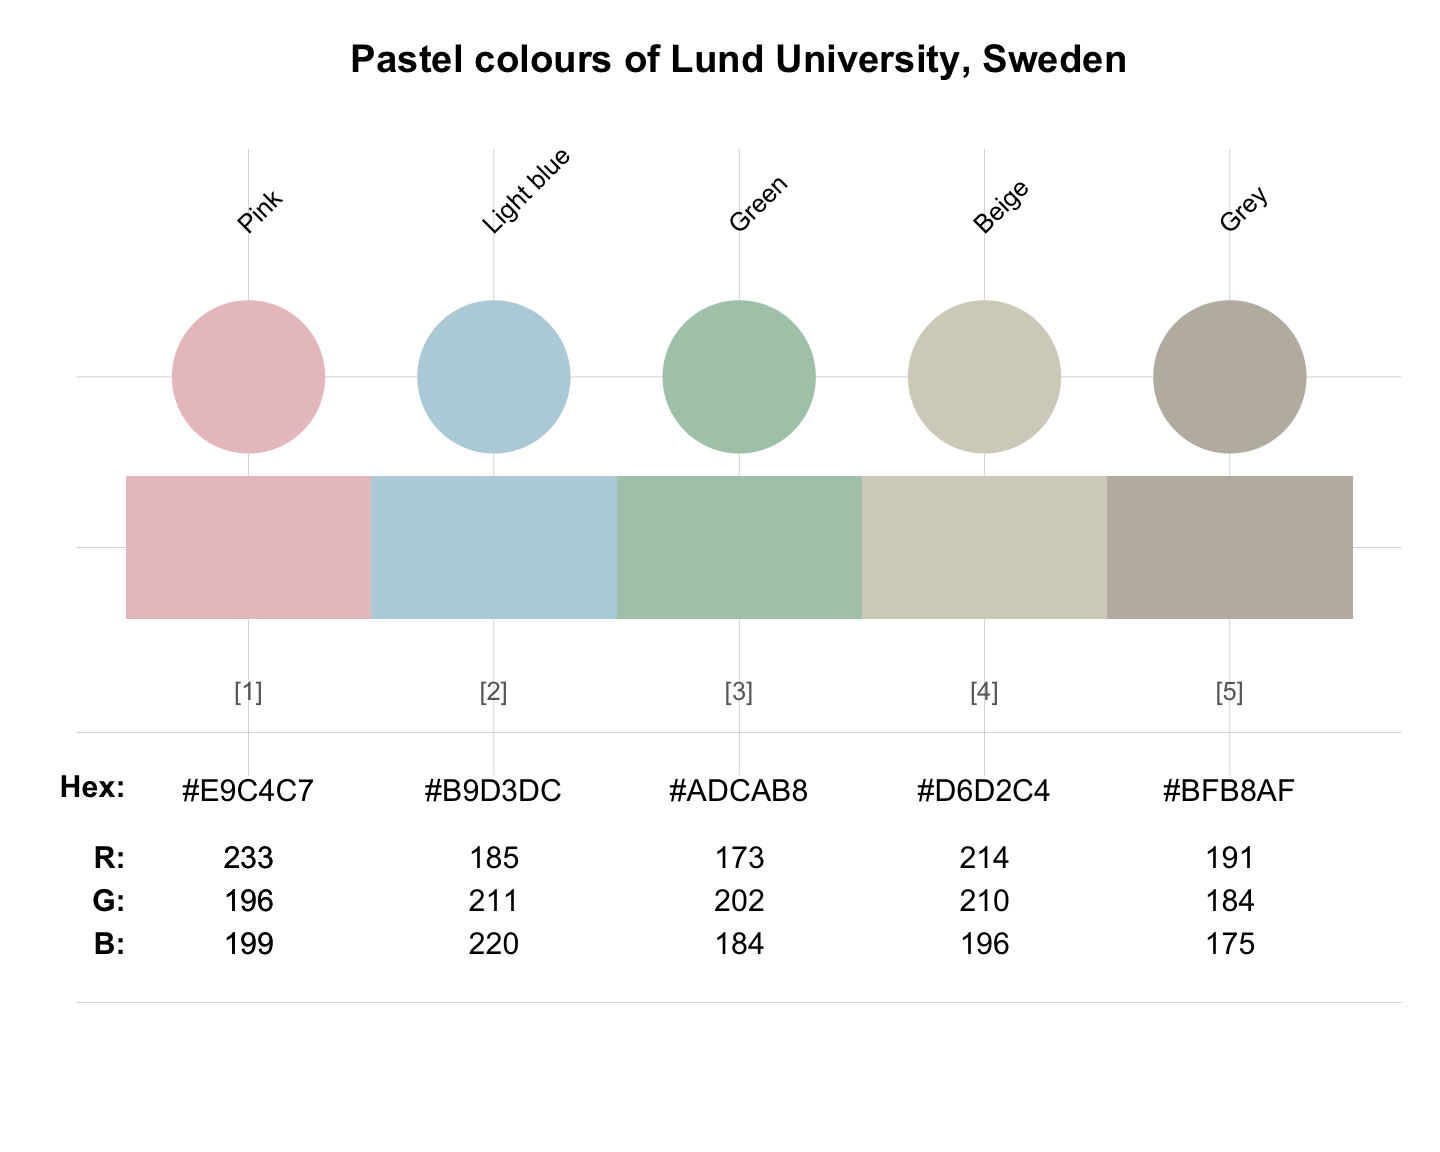 Pastel colours of Lund University, Sweden
Pink Light blue Green Beige Grey
[1] [2] [3] [4] [5]
Hex: #E9C4C7 #B9D3DC #ADCAB8 #D6D2C4 #BFB8AF
R: 233 185 173 214 191
G: 196 211 202 210 184
B: 199 220 184 196 175